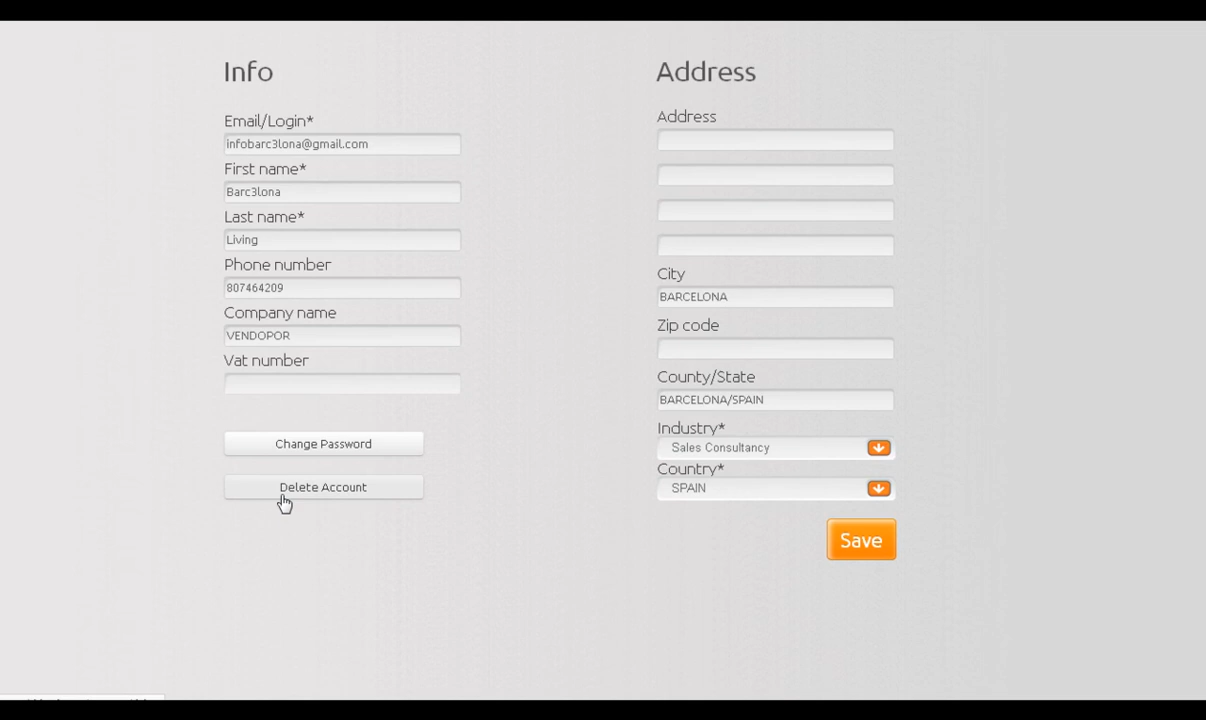 Info
Email/Login*
infobarc3lona@gmail.com
First name*
Barc3lona
Last name*
Living
Phone number
807464209
Company name
VENDOPOR
Vat number
Change Password
Delete Account
Address
Address
City
BARCELONA
Zip code
County/State
BARCELONA/SPAIN
Industry*
Sales Consultancy
Country*
SPAIN
Save